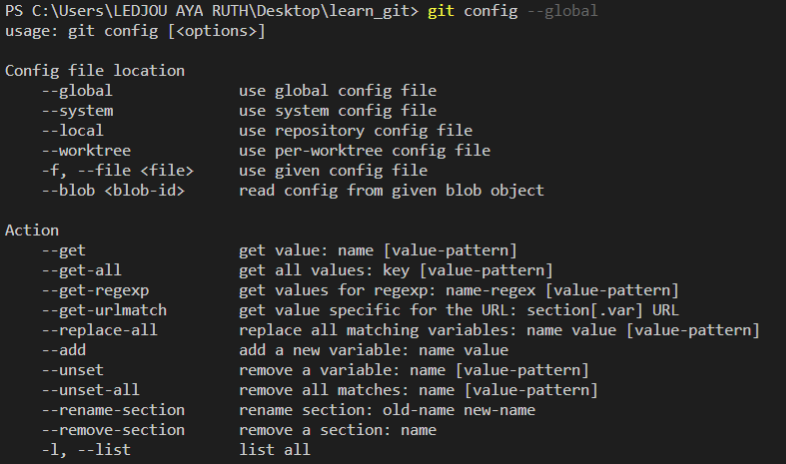 PS C:\Users\LEDJOU AYA RUTH\Desktop\learn_git> git config --global
usage: git config [<options>]

Config file location
    --global              use global config file
    --system              use system config file
    --local               use repository config file
    --worktree            use per-worktree config file
    -f, --file <file>     use given config file
    --blob <blob-id>      read config from given blob object

Action
    --get                 get value: name [value-pattern]
    --get-all             get all values: key [value-pattern]
    --get-regexp          get values for regexp: name-regex [value-pattern]
    --get-urlmatch        get value specific for the URL: section[.var] URL
    --replace-all         replace all matching variables: name value [value-pattern]
    --add                 add a new variable: name value
    --unset               remove a variable: name [value-pattern]
    --unset-all           remove all matches: name [value-pattern]
    --rename-section      rename section: old-name new-name
    --remove-section      remove a section: name
    -l, --list            list all